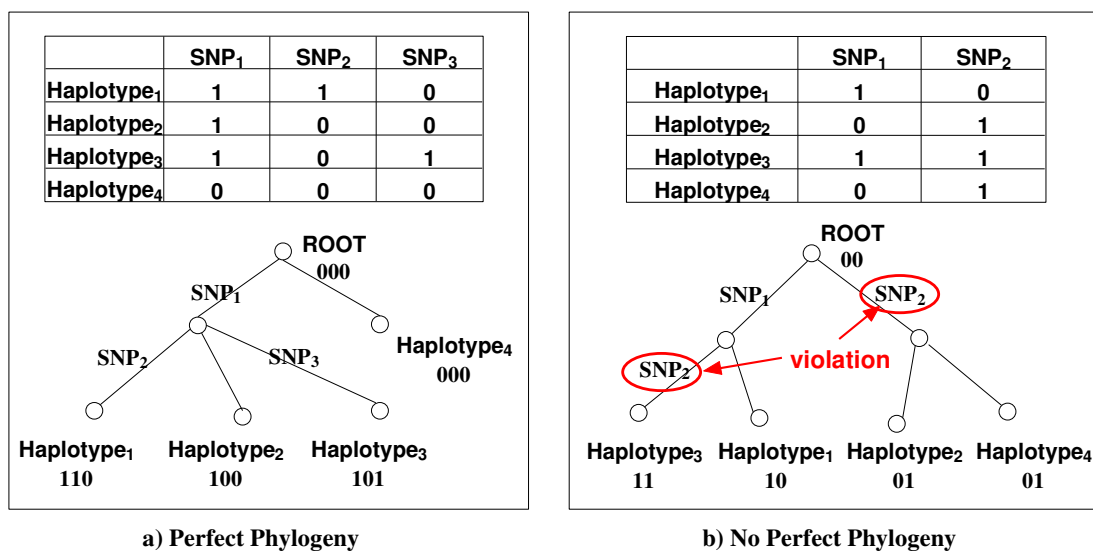 SNP₁ SNP₂ SNP₃
Haplotype₁ 1 1 0
Haplotype₂ 1 0 0
Haplotype₃ 1 0 1
Haplotype₄ 0 0 0
ROOT
000
SNP₁
SNP₂
SNP₃
Haplotype₄
000
Haplotype₁ Haplotype₂ Haplotype₃
110 100 101
a) Perfect Phylogeny
SNP₁ SNP₂
Haplotype₁ 1 0
Haplotype₂ 0 1
Haplotype₃ 1 1
Haplotype₄ 0 1
ROOT
00
SNP₁
SNP₂
violation
SNP₂
Haplotype₃ Haplotype₁ Haplotype₂ Haplotype₄
11 10 01 01
b) No Perfect Phylogeny